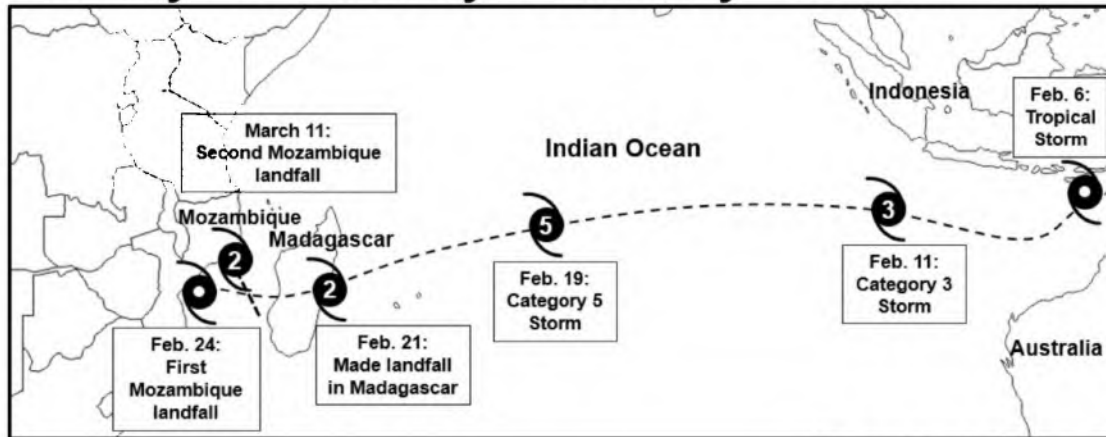 Indonesia
Feb. 6:
Tropical
Storm
March 11:
Second Mozambique
landfall
Indian Ocean
Mozambique
Madagascar
2
2
5
3
Feb. 24:
First
Mozambique
landfall
Feb. 21:
Made landfall
in Madagascar
Feb. 19:
Category 5
Storm
Feb. 11:
Category 3
Storm
Australia